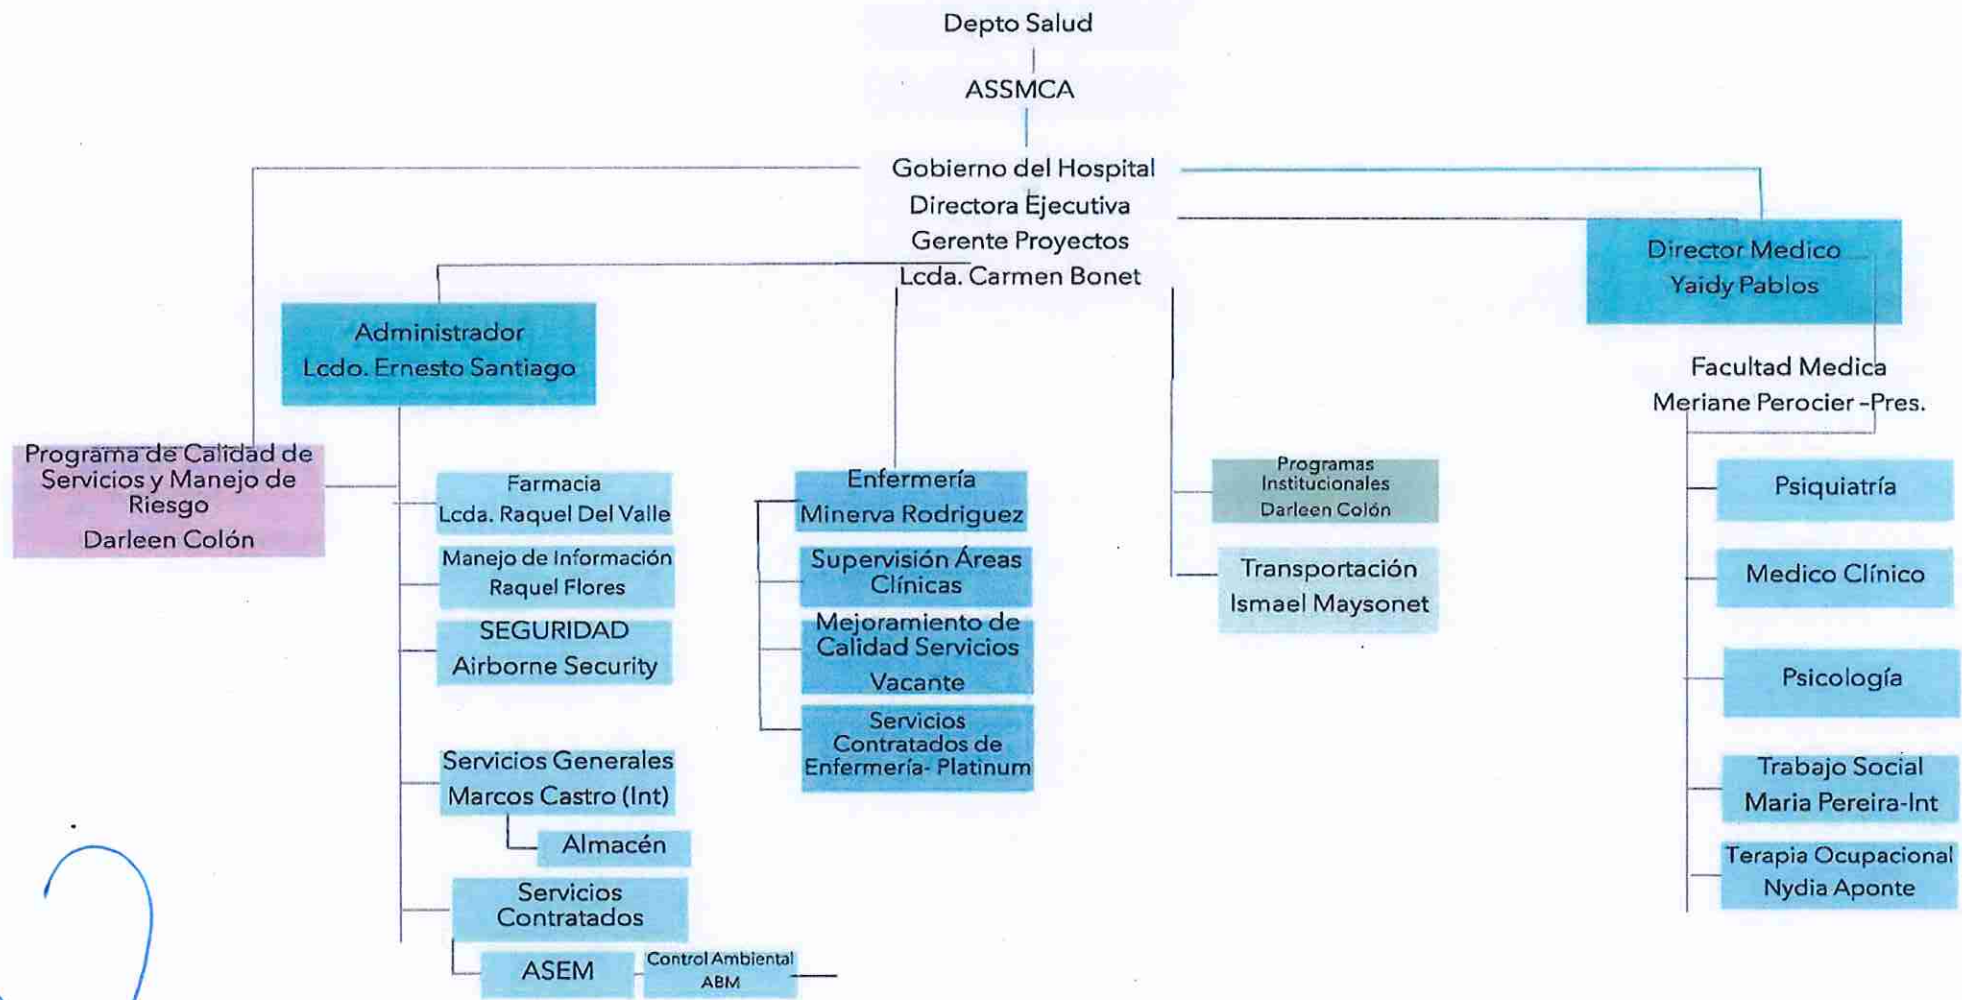 Depto Salud
ASSMCA
Gobierno del Hospital
Directora Ejecutiva
Gerente Proyectos
Lcda. Carmen Bonet
Director Medico
Yaidy Pablos
Administrador
Lcdo. Ernesto Santiago
Facultad Medica
Meriane Perocier -Pres.
Programa de Calidad de
Servicios y Manejo de
Riesgo
Darleen Colón
Farmacia
Lcda. Raquel Del Valle
Manejo de Información
Raquel Flores
SEGURIDAD
Airborne Security
Servicios Generales
Marcos Castro (Int)
Almacén
Servicios
Contratados
ASEM
Control Ambiental
ABM
Enfermería
Minerva Rodriguez
Supervisión Áreas
Clínicas
Mejoramiento de
Calidad Servicios
Vacante
Servicios
Contratados de
Enfermería- Platinum
Programas
Institucionales
Darleen Colón
Transportación
Ismael Maysonet
Psiquiatría
Medico Clínico
Psicología
Trabajo Social
Maria Pereira-Int
Terapia Ocupacional
Nydia Aponte